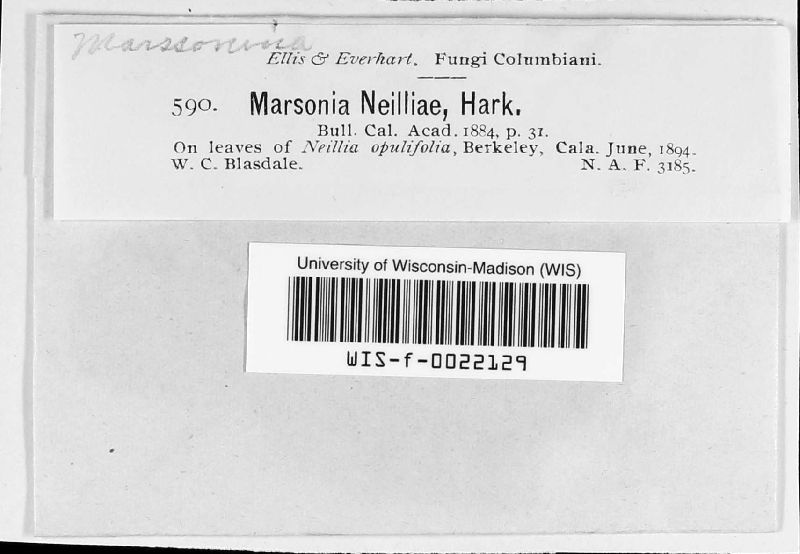 Marssonina
Ellis & Everhart. Fungi Columbiani.
590. Marsonia Neilliae, Hark.
Bull. Cal. Acad. 1884, p. 31.
On leaves of Neillia opulifolia, Berkeley, Cala. June, 1894.
W. C. Blasdale. N. A. F. 3185.
University of Wisconsin-Madison (WIS)
WIS-f-0022129